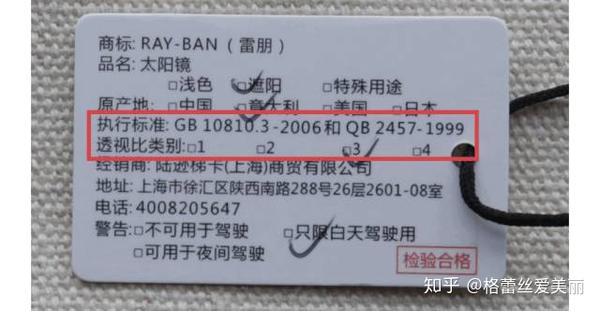 商标: RAY-BAN（雷朋）
品名: 太阳镜
□浅色 □遮阳 □特殊用途
原产地: □中国 □意大利 □美国 □日本
执行标准: GB 10810.3-2006和QB 2457-1999
透视比类别: □1 □2 □3 □4
经销商: 陆逊梯卡(上海)商贸有限公司
地址: 上海市徐汇区陕西南路288号26层2601-08室
电话: 4008205647
警告: □不可用于驾驶 □只限白天驾驶用
□可用于夜间驾驶
检验合格
知乎 @格蕾丝爱美丽